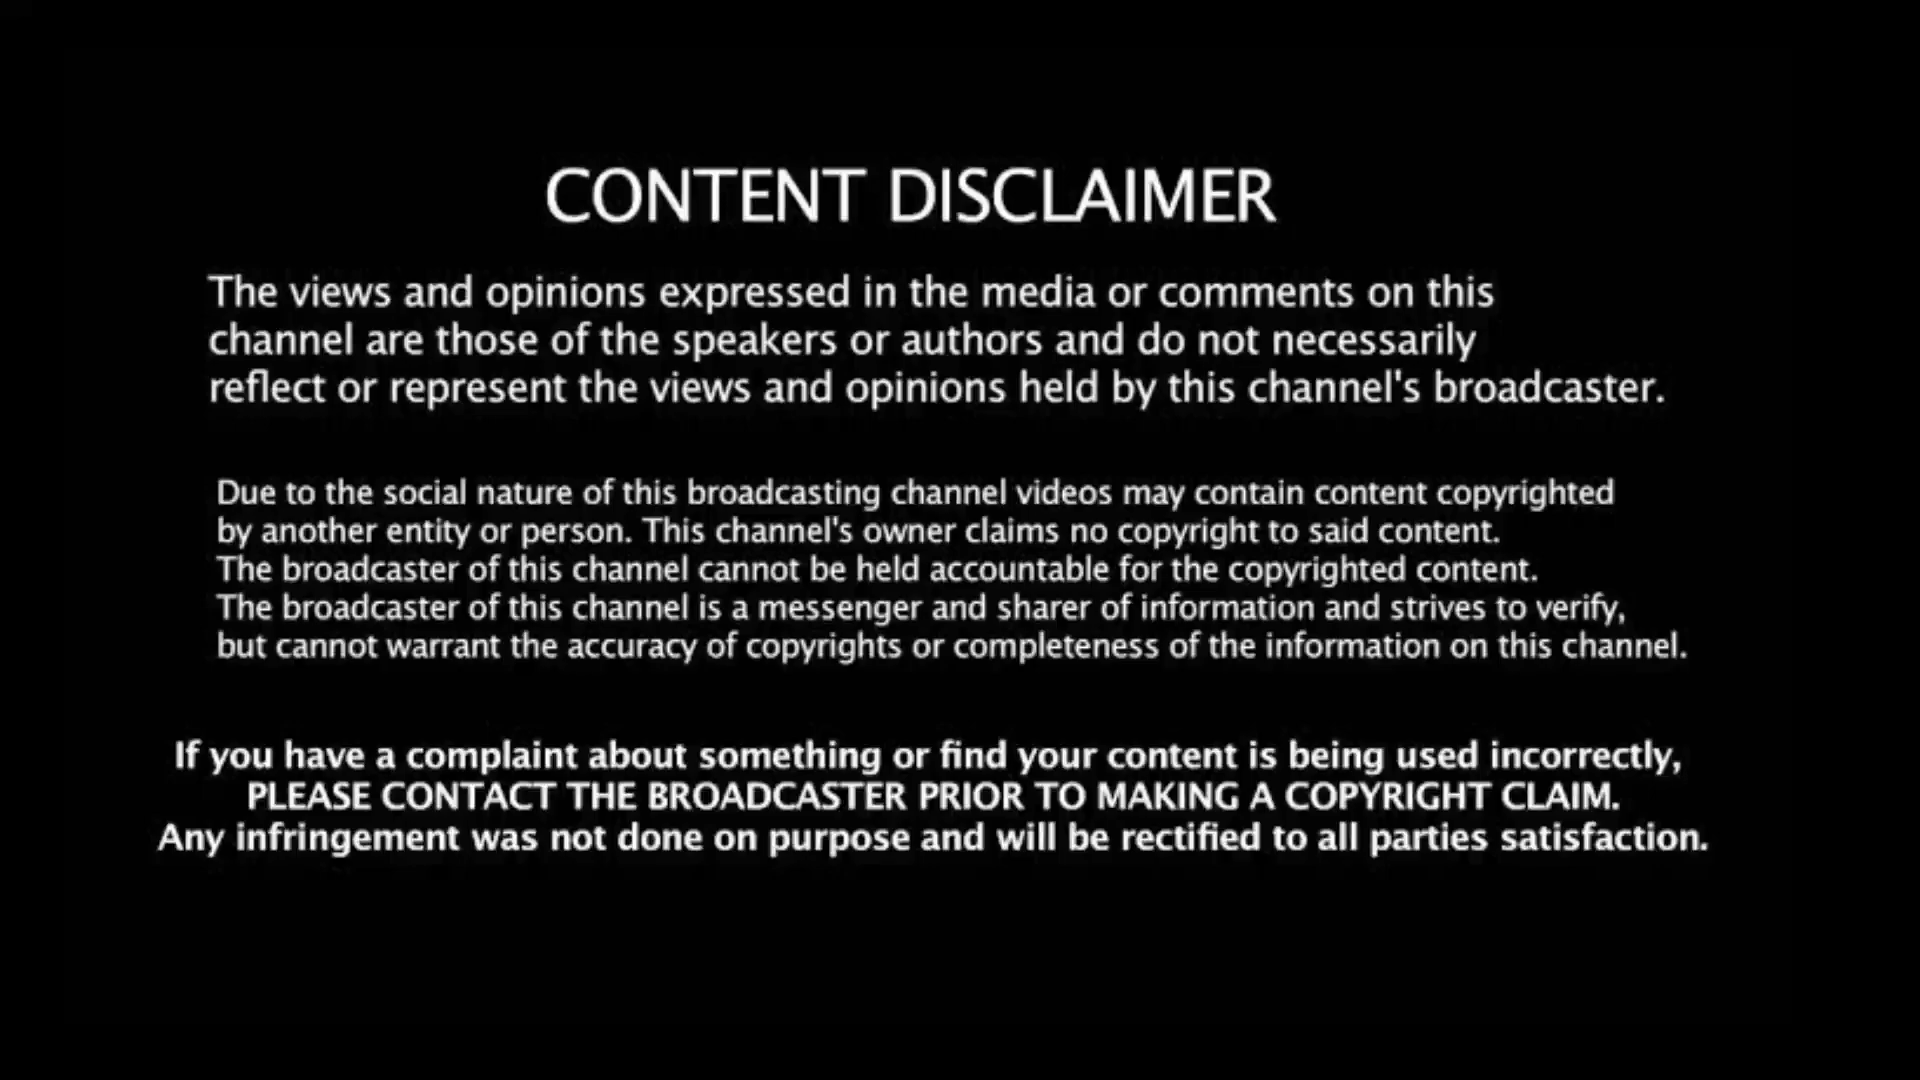 CONTENT DISCLAIMER
The views and opinions expressed in the media or comments on this
channel are those of the speakers or authors and do not necessarily
reflect or represent the views and opinions held by this channel's broadcaster.
Due to the social nature of this broadcasting channel videos may contain content copyrighted
by another entity or person. This channel's owner claims no copyright to said content.
The broadcaster of this channel cannot be held accountable for the copyrighted content.
The broadcaster of this channel is a messenger and sharer of information and strives to verify,
but cannot warrant the accuracy of copyrights or completeness of the information on this channel.
If you have a complaint about something or find your content is being used incorrectly,
PLEASE CONTACT THE BROADCASTER PRIOR TO MAKING A COPYRIGHT CLAIM.
Any infringement was not done on purpose and will be rectified to all parties satisfaction.